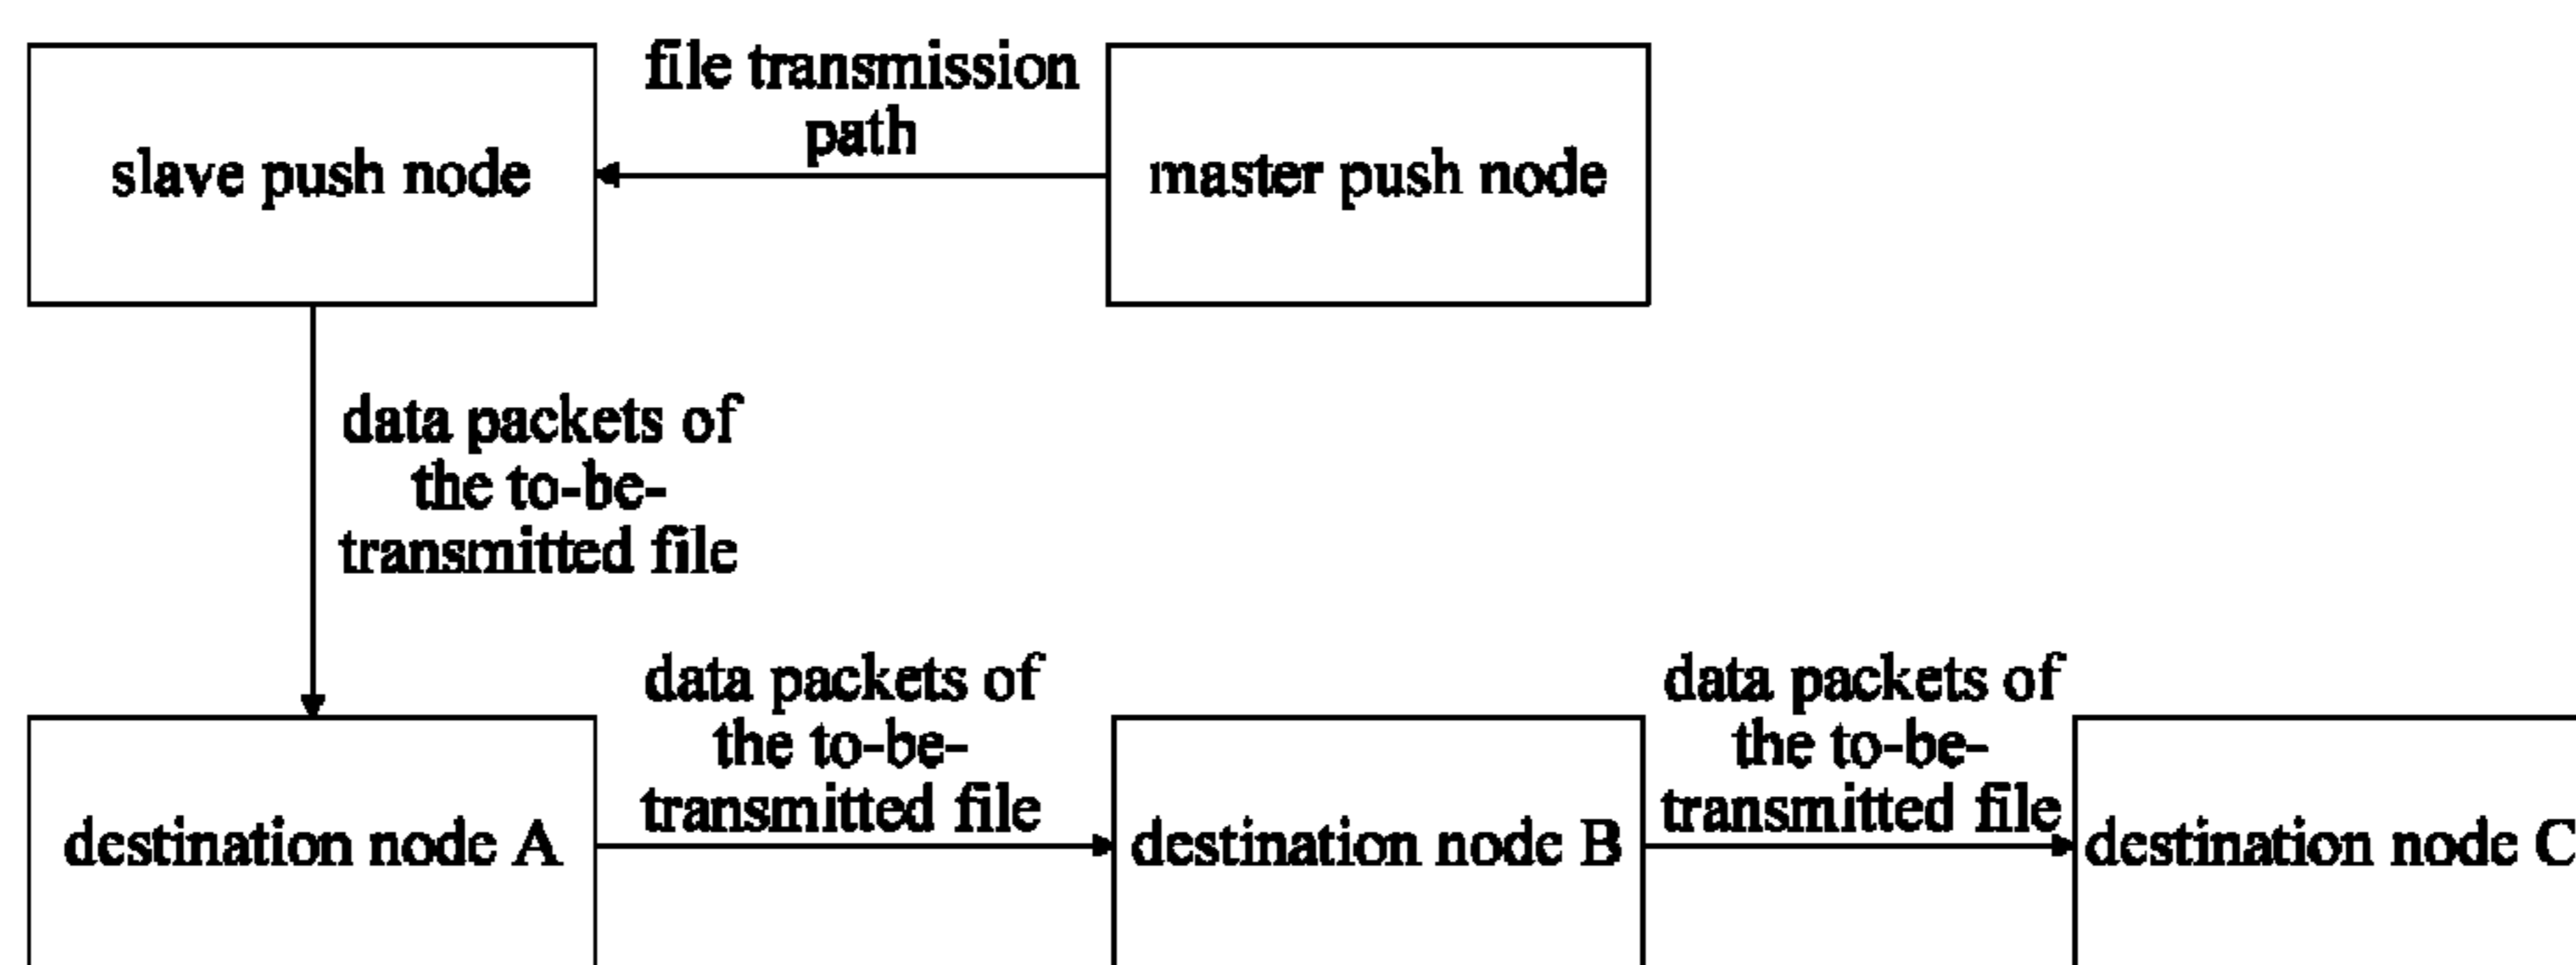 file transmission
path
slave push node
master push node
data packets of
the to-be-
transmitted file
data packets of
the to-be-
transmitted file
data packets of
the to-be-
transmitted file
destination node A
destination node B
destination node C